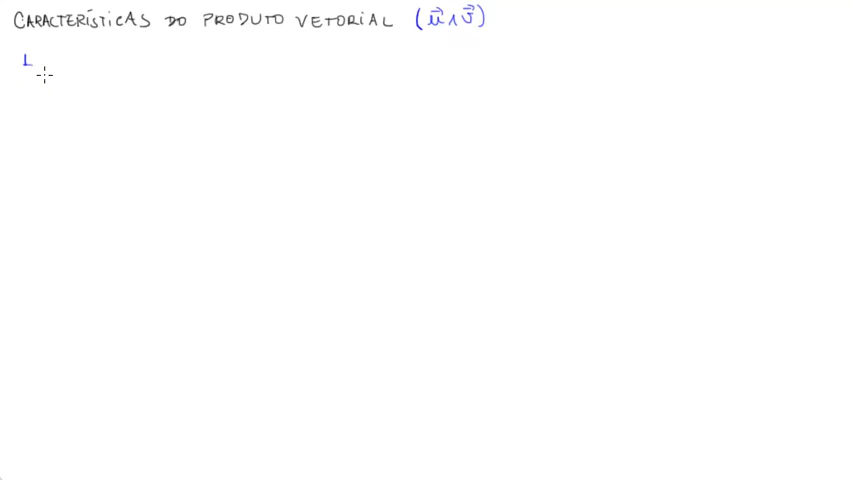 CARACTERÍSTICAS DO PRODUTO VETORIAL (u⃗ ∧ v⃗)